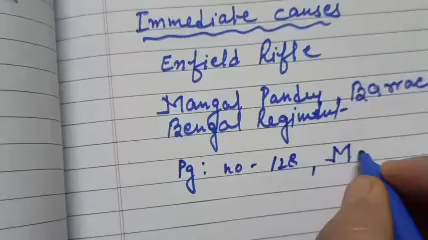 Immediate causes
Enfield Rifle
Mangal Pandey, Barrac
Bengal Regiment
Pg: no - 128, M